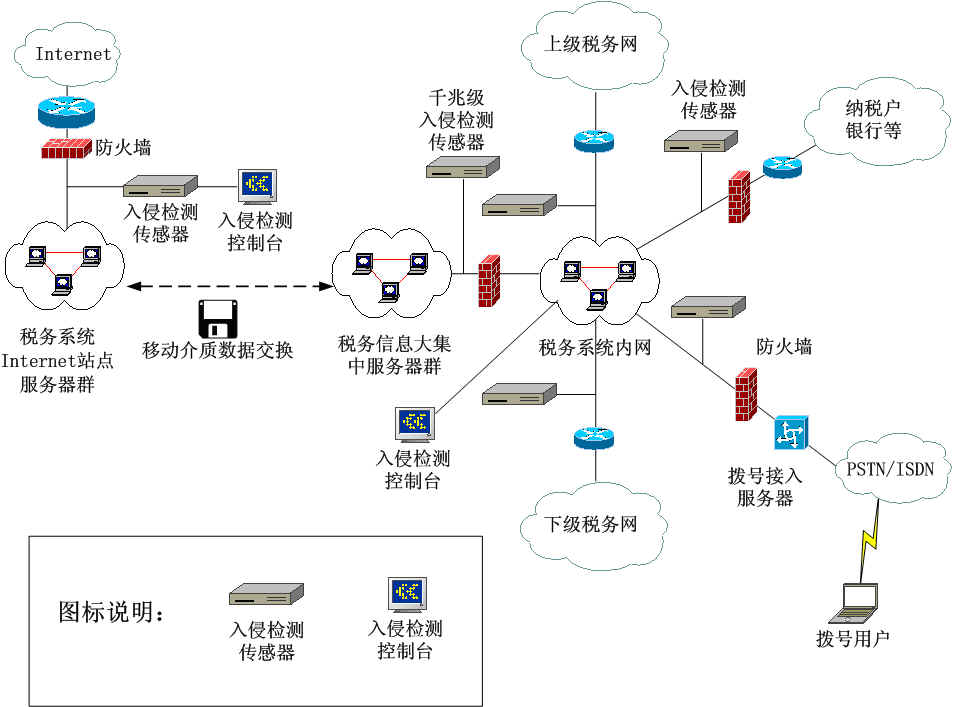 Internet
防火墙
入侵检测
传感器
入侵检测
控制台
税务系统
Internet站点
服务器群
移动介质数据交换
千兆级
入侵检测
传感器
税务信息大集
中服务器群
上级税务网
入侵检测
传感器
纳税户
银行等
税务系统内网
入侵检测
控制台
下级税务网
防火墙
拨号接入
服务器
PSTN/ISDN
拨号用户
图标说明：
入侵检测
传感器
入侵检测
控制台